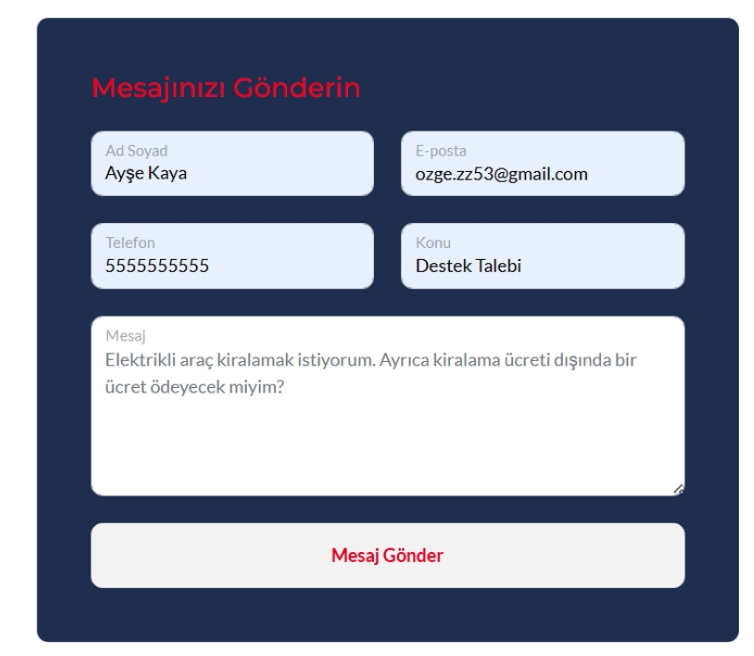 Mesajınızı Gönderin
Ad Soyad
Ayşe Kaya
E-posta
ozge.zz53@gmail.com
Telefon
5555555555
Konu
Destek Talebi
Mesaj
Elektrikli araç kiralamak istiyorum. Ayrıca kiralama ücreti dışında bir
ücret ödeyecek miyim?
Mesaj Gönder